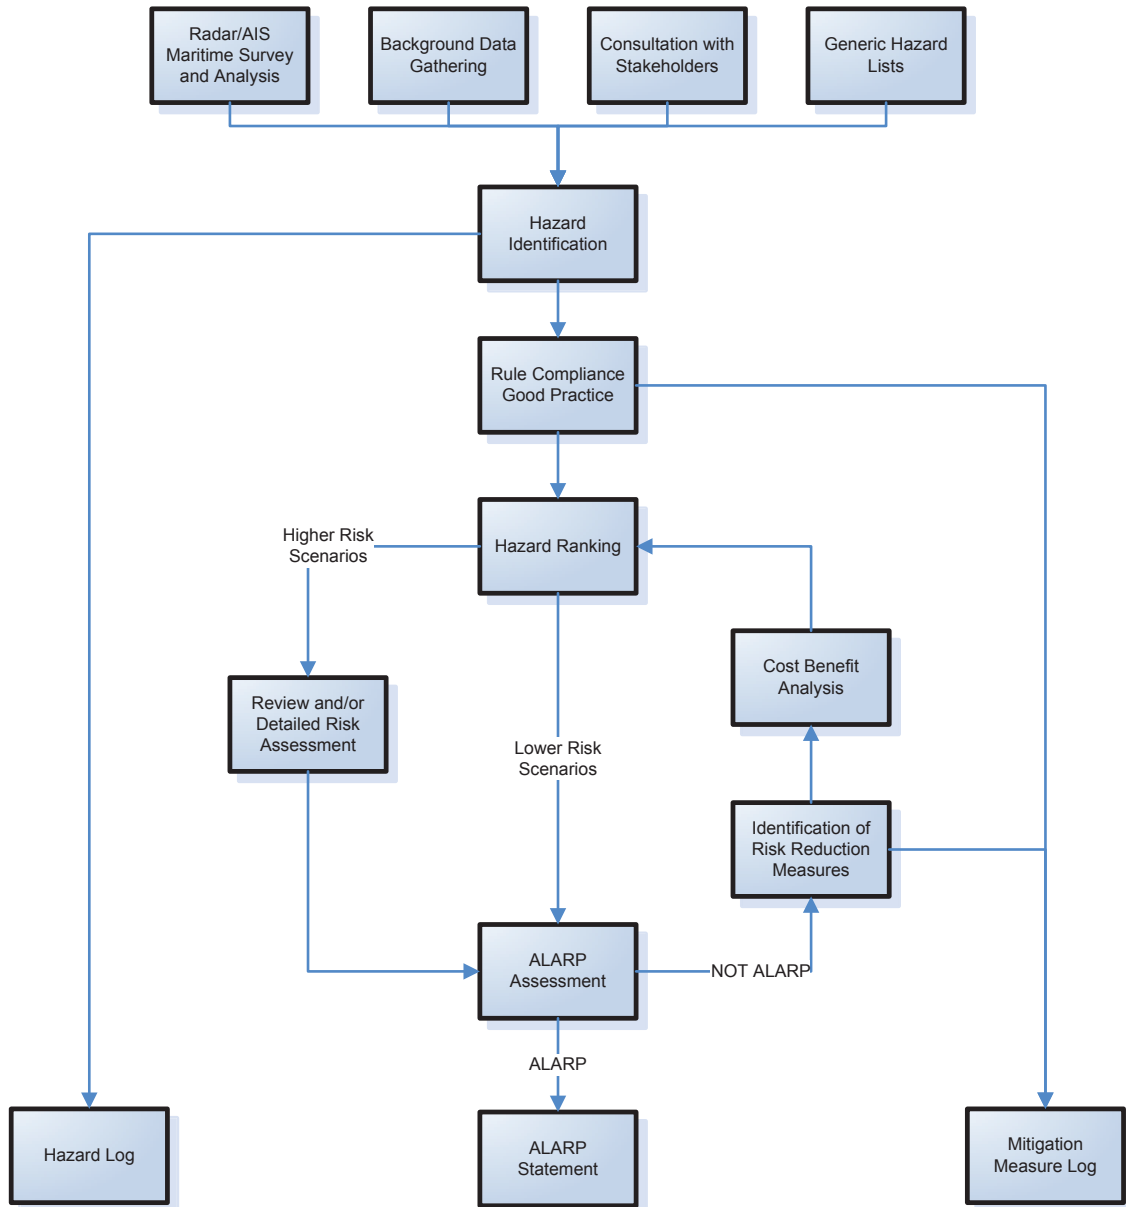 Radar/AIS
Maritime Survey
and Analysis
Background Data
Gathering
Consultation with
Stakeholders
Generic Hazard
Lists
Hazard
Identification
Rule Compliance
Good Practice
Higher Risk
Scenarios
Hazard Ranking
Cost Benefit
Analysis
Review and/or
Detailed Risk
Assessment
Lower Risk
Scenarios
Identification of
Risk Reduction
Measures
ALARP
Assessment
NOT ALARP
ALARP
Hazard Log
ALARP
Statement
Mitigation
Measure Log